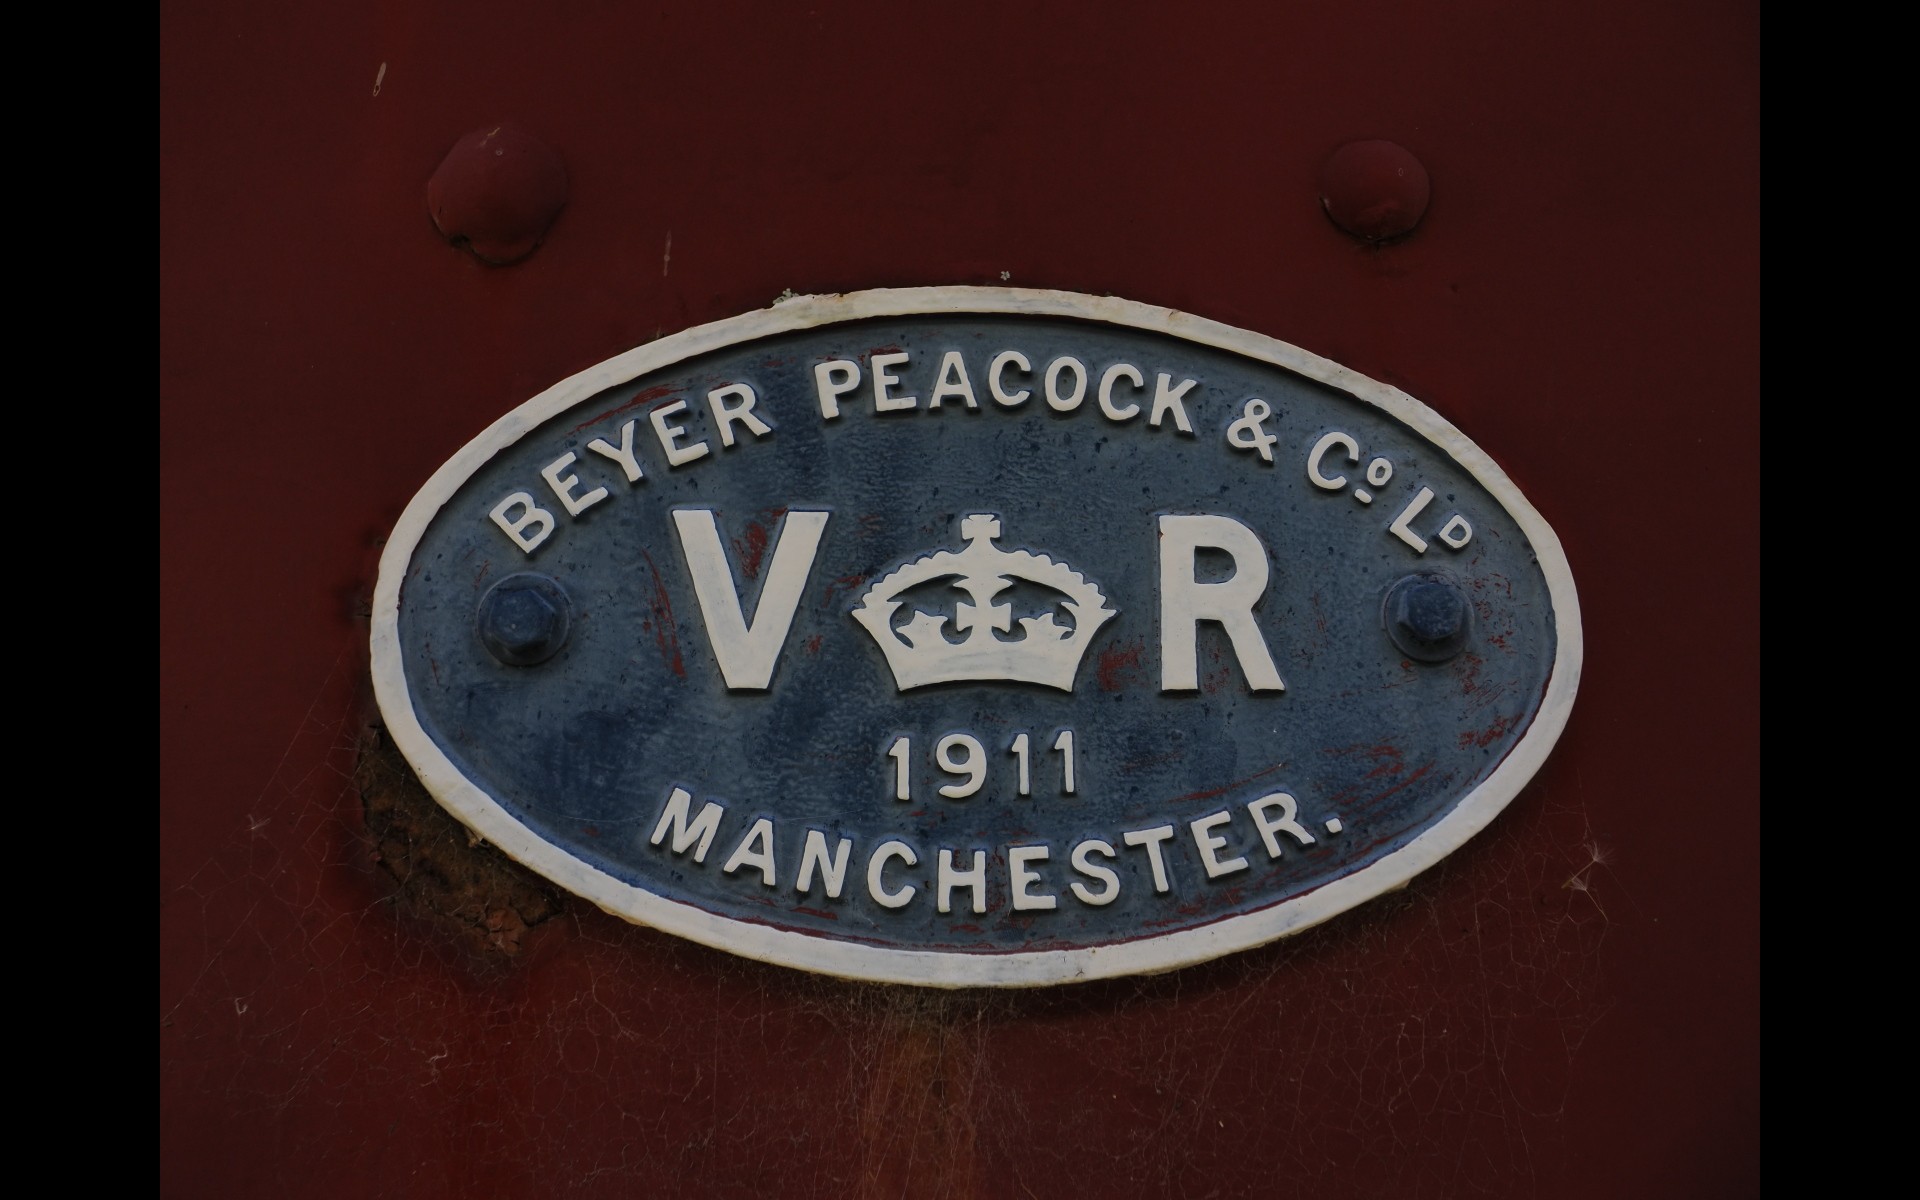 BEYER PEACOCK & Cº Lᴰ
V R
1911
MANCHESTER.